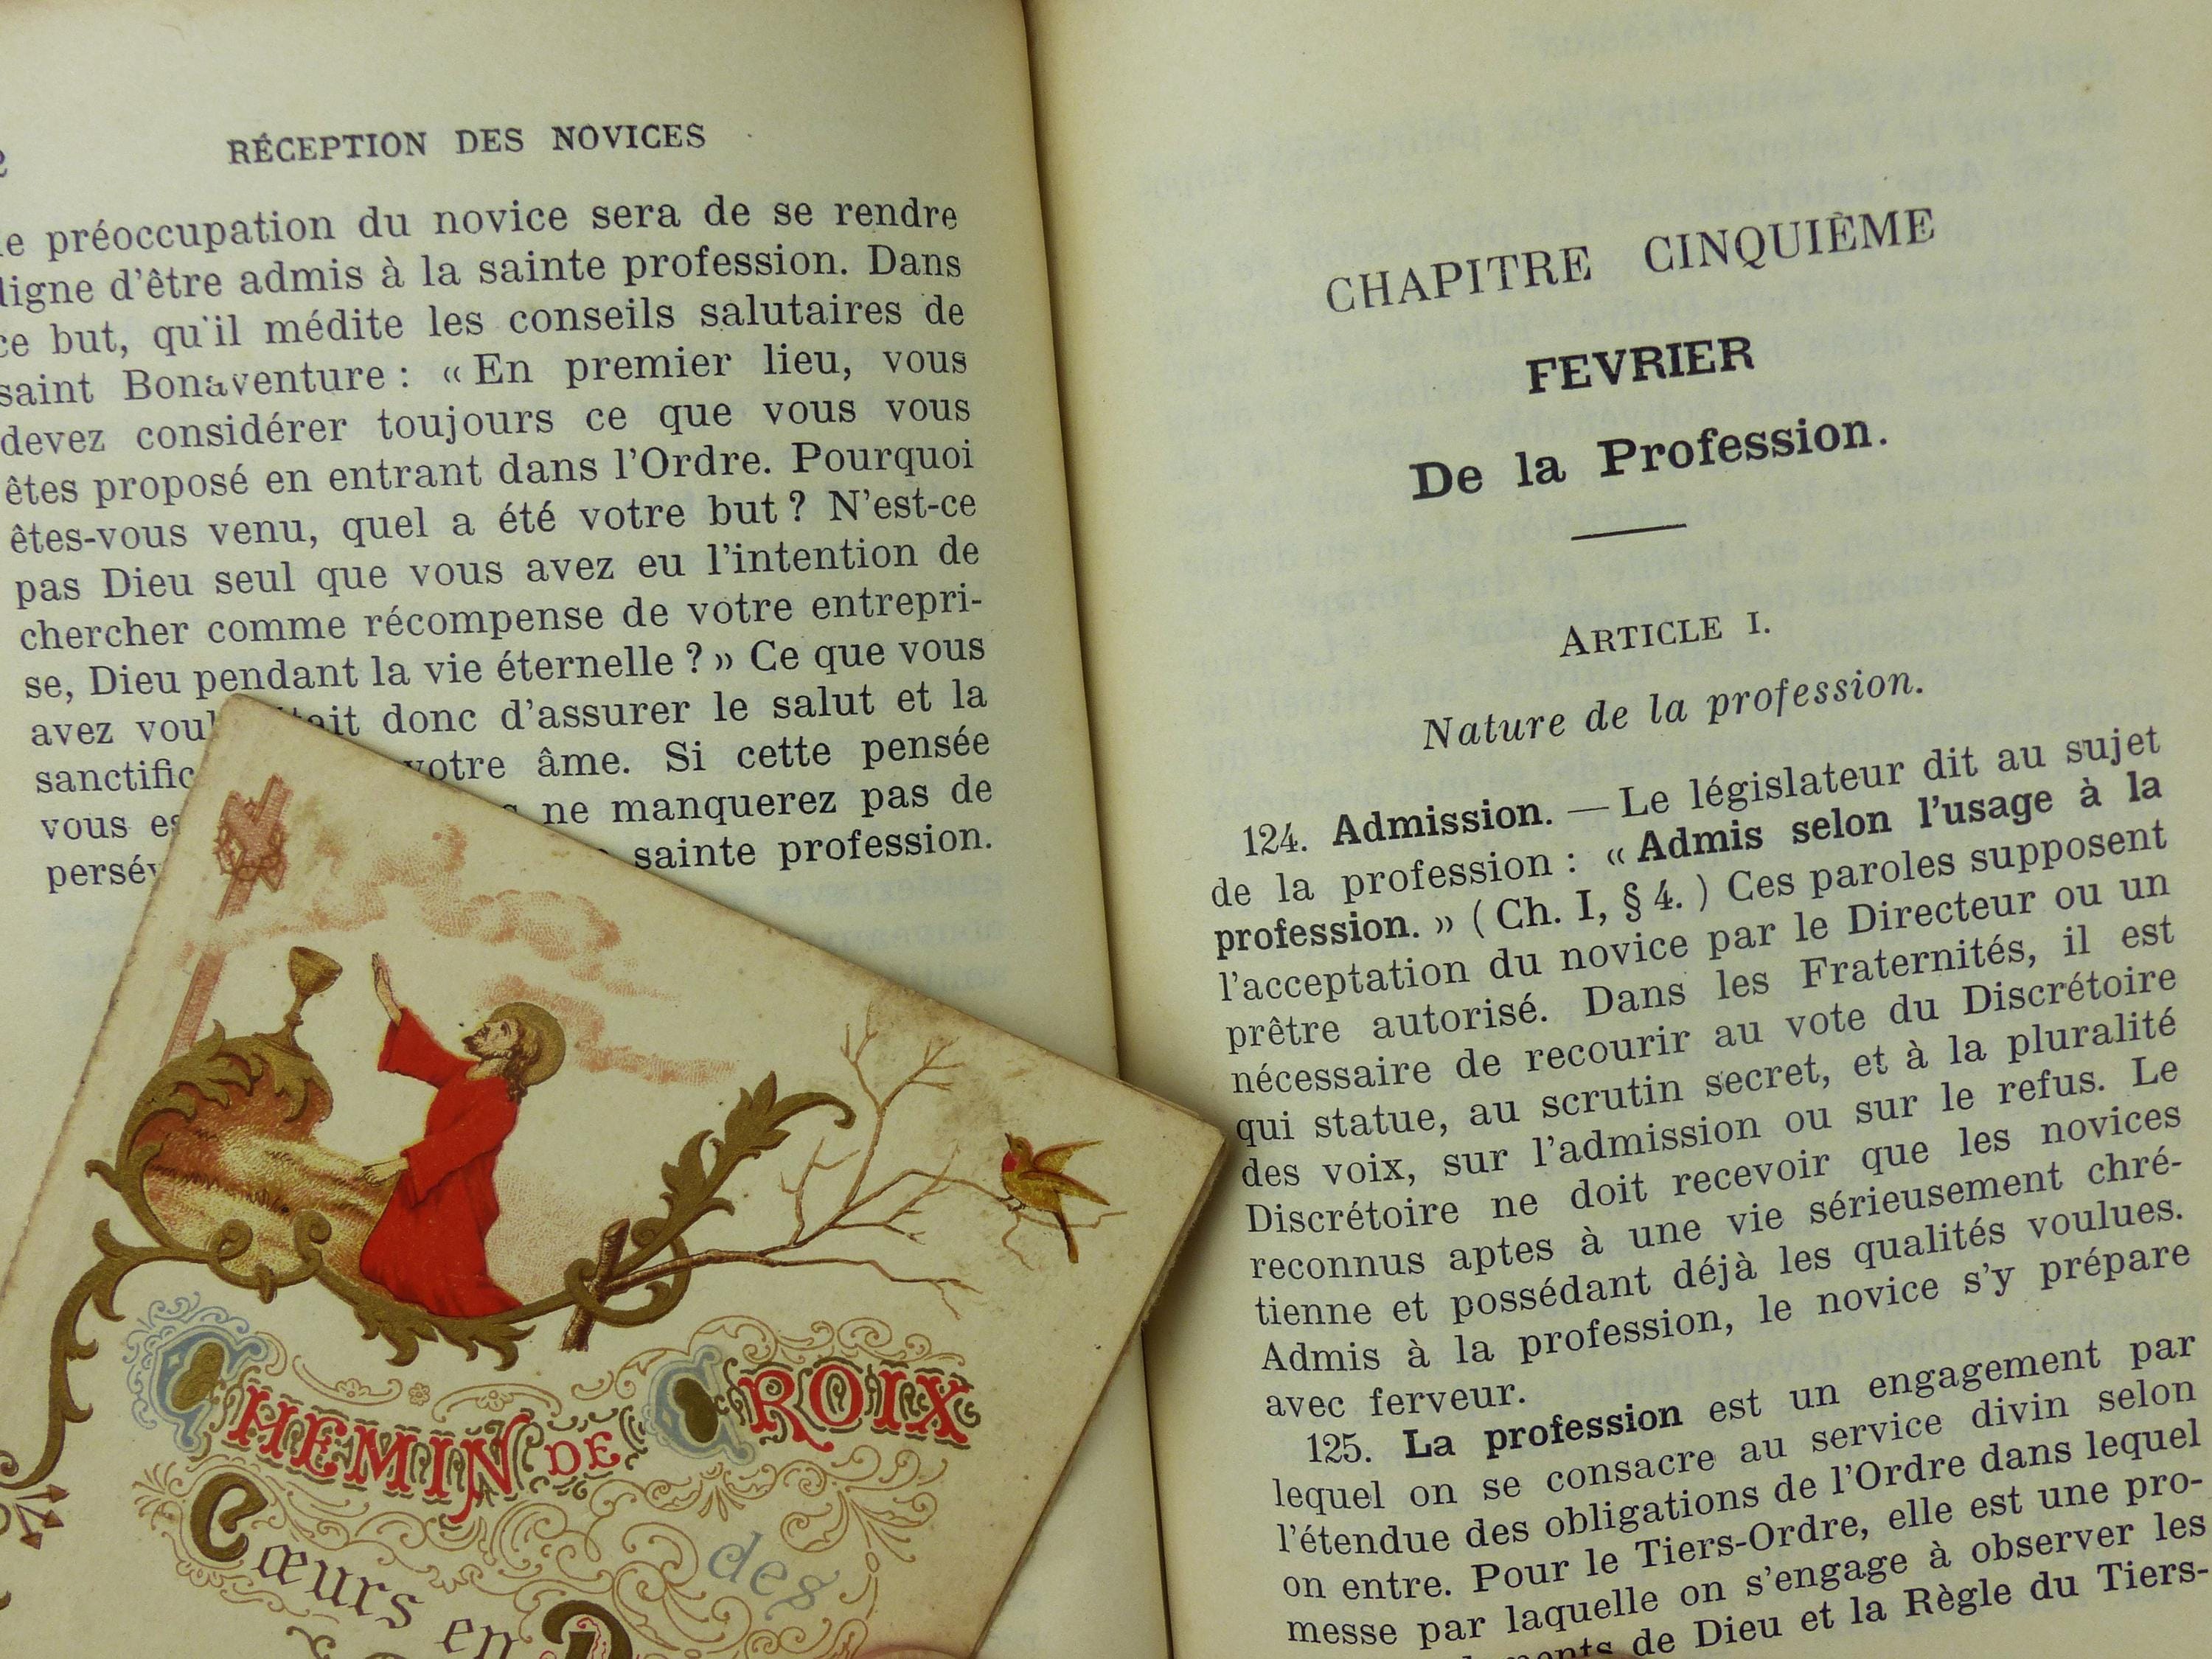 RÉCEPTION DES NOVICES
préoccupation du novice sera de se rendre
d'être admis à la sainte profession. Dans
ce but, qu'il médite les conseils salutaires de
saint Bonaventure : « En premier lieu, vous
devez considérer toujours ce que vous vous
êtes proposé en entrant dans l'Ordre. Pourquoi
êtes-vous venu, quel a été votre but ? N'est-ce
pas Dieu seul que vous avez eu l'intention de
chercher comme récompense de votre entrepri-
se, Dieu pendant la vie éternelle ? » Ce que vous
avez donc d'assurer le salut et la
votre âme. Si cette pensée
vous ne manquerez pas de
sainte profession.
CHEMIN DE CROIX
des
Cœurs en
CHAPITRE CINQUIÈME
FEVRIER
De la Profession.
ARTICLE I.
Nature de la profession.
124. Admission. — Le législateur dit au sujet
de la profession : « Admis selon l'usage à la
profession. » ( Ch. I, § 4. ) Ces paroles supposent
l'acceptation du novice par le Directeur ou un
prêtre autorisé. Dans les Fraternités, il est
nécessaire de recourir au vote du Discrétoire
qui statue, au scrutin secret, et à la pluralité
des voix, sur l'admission ou sur le refus. Le
Discrétoire ne doit recevoir que les novices
reconnus aptes à une vie sérieusement chré-
tienne et possédant déjà les qualités voulues.
Admis à la profession, le novice s'y prépare
avec ferveur.
125. La profession est un engagement par
lequel on se consacre au service divin selon
l'étendue des obligations de l'Ordre dans lequel
on entre. Pour le Tiers-Ordre, elle est une pro-
messe par laquelle on s'engage à observer les
de Dieu et la Règle du Tiers-